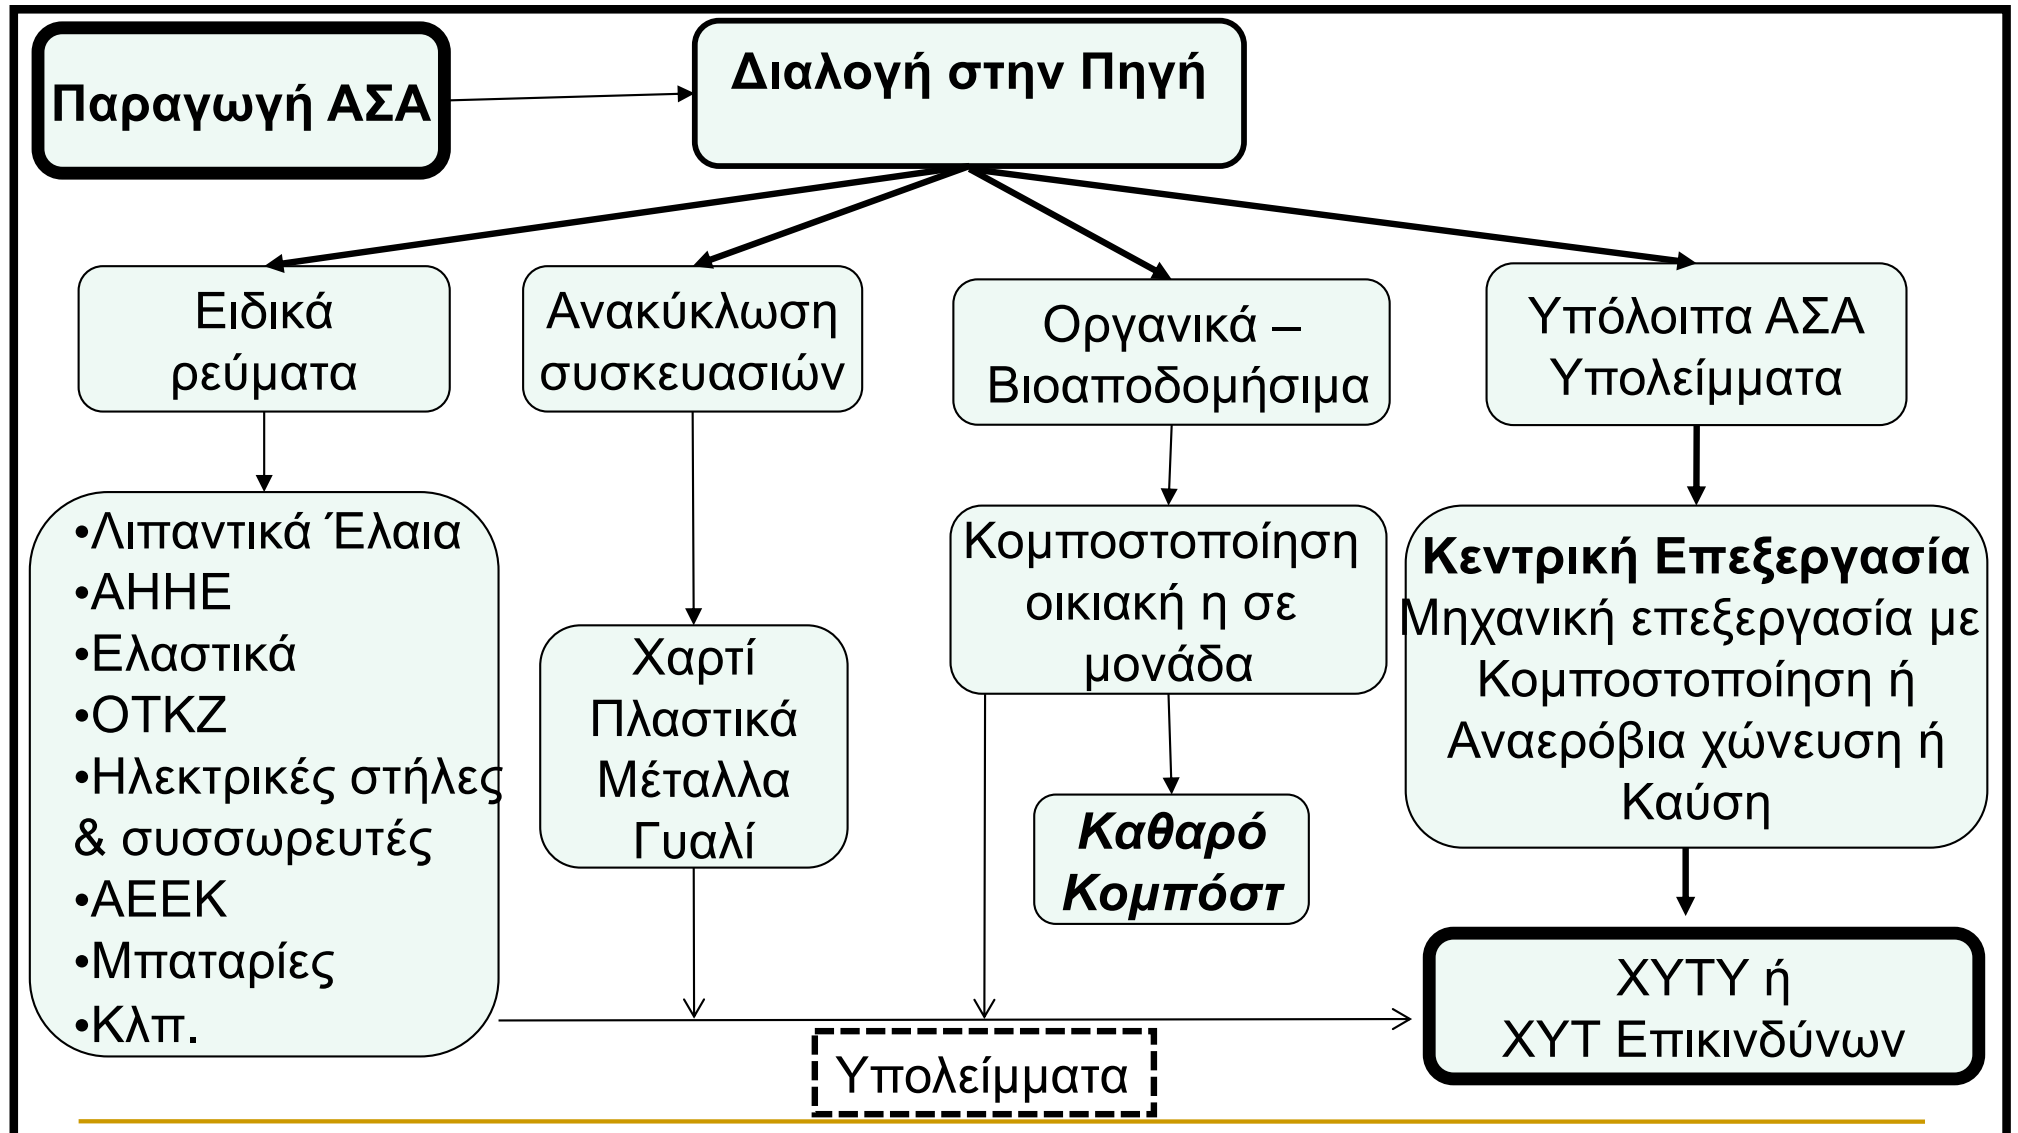 Παραγωγή ΑΣΑ
Διαλογή στην Πηγή
Ειδικά
ρεύματα
Ανακύκλωση
συσκευασιών
Οργανικά –
Βιοαποδομήσιμα
Υπόλοιπα ΑΣΑ
Υπολείμματα
•Λιπαντικά Έλαια
•ΑΗΗΕ
•Ελαστικά
•ΟΤΚΖ
•Ηλεκτρικές στήλες
& συσσωρευτές
•ΑΕΕΚ
•Μπαταρίες
•Κλπ.
Χαρτί
Πλαστικά
Μέταλλα
Γυαλί
Κομποστοποίηση
οικιακή η σε
μονάδα
Καθαρό
Κομπόστ
Κεντρική Επεξεργασία
Μηχανική επεξεργασία με
Κομποστοποίηση ή
Αναερόβια χώνευση ή
Καύση
ΧΥΤΥ ή
ΧΥΤ Επικινδύνων
Υπολείμματα